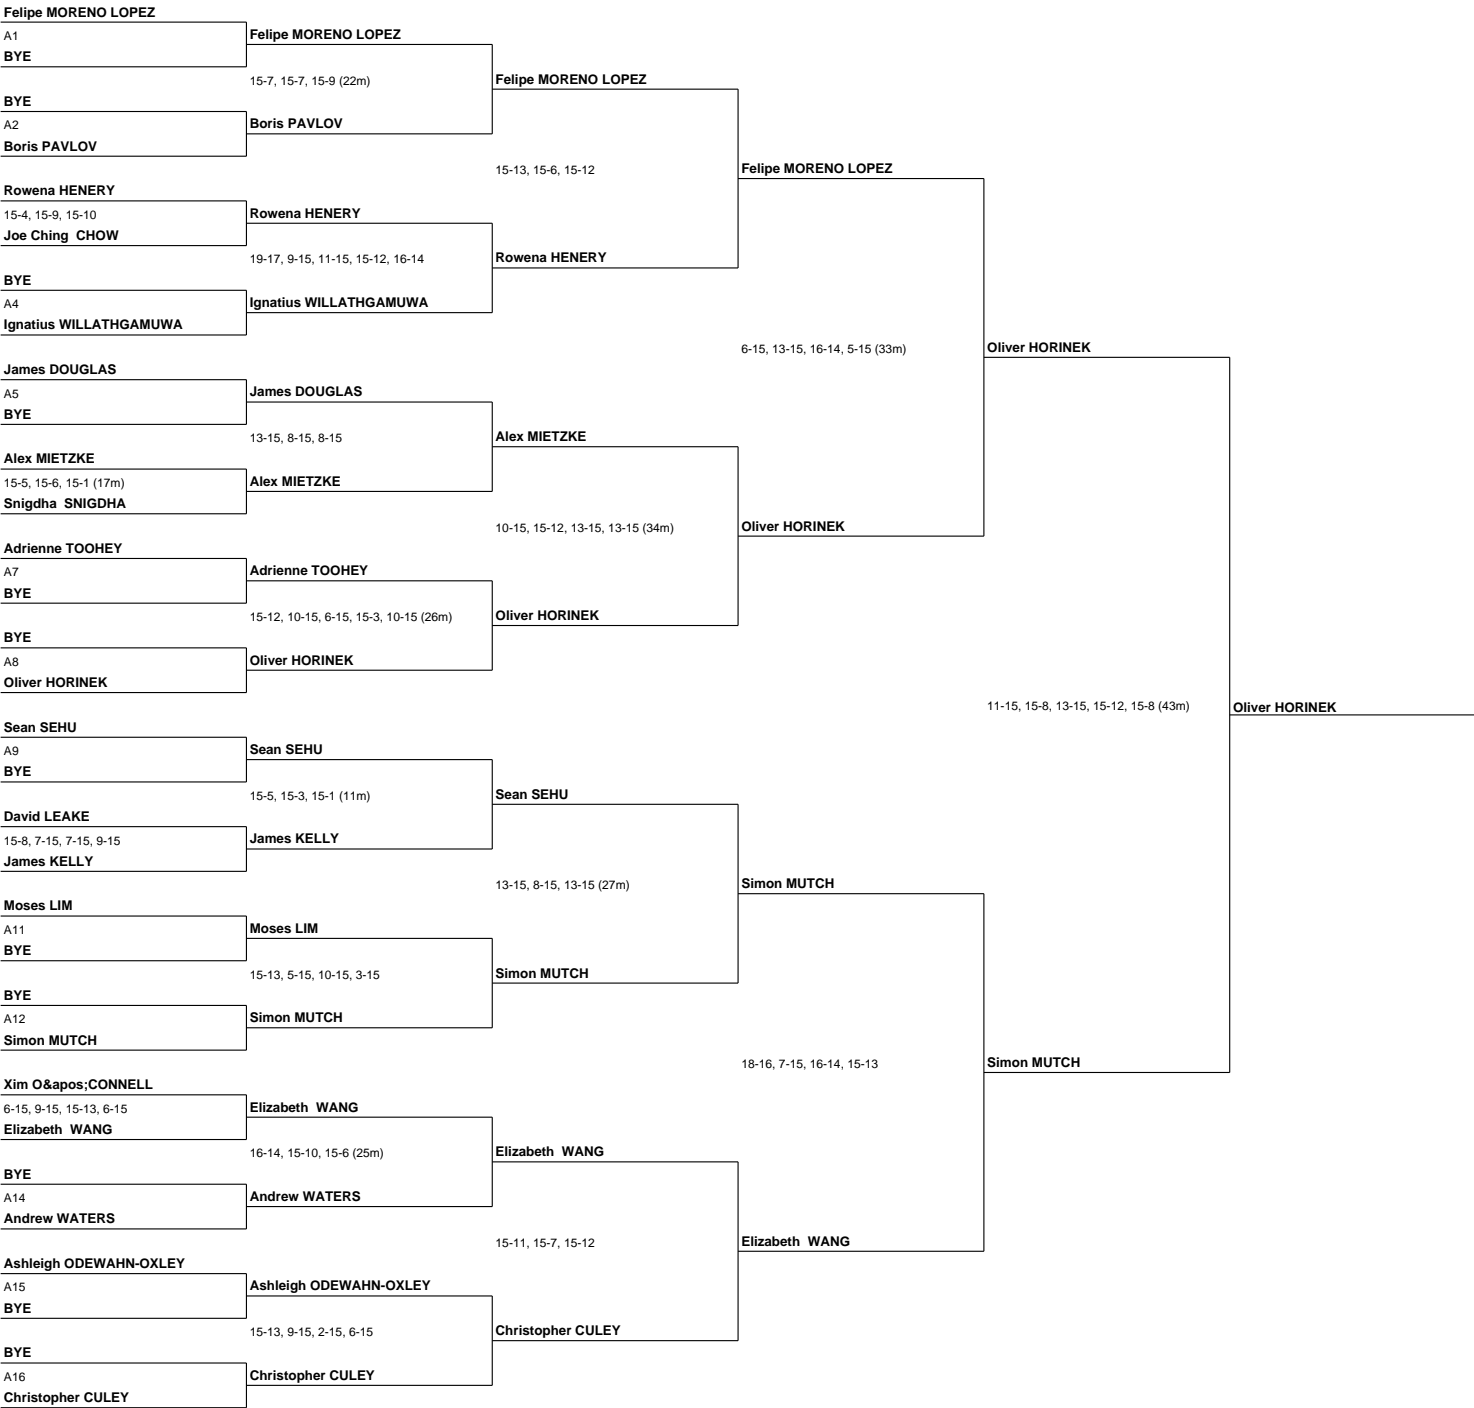 Felipe MORENO LOPEZ
A1
BYE
BYE
A2
Boris PAVLOV
Rowena HENERY
15-4, 15-9, 15-10
Joe Ching  CHOW
BYE
A4
Ignatius WILLATHGAMUWA
James DOUGLAS
A5
BYE
Alex MIETZKE
15-5, 15-6, 15-1 (17m)
Snigdha  SNIGDHA
Adrienne TOOHEY
A7
BYE
BYE
A8
Oliver HORINEK
Sean SEHU
A9
BYE
David LEAKE
15-8, 7-15, 7-15, 9-15
James KELLY
Moses LIM
A11
BYE
BYE
A12
Simon MUTCH
Xim O&apos;CONNELL
6-15, 9-15, 15-13, 6-15
Elizabeth  WANG
BYE
A14
Andrew WATERS
Ashleigh ODEWAHN-OXLEY
A15
BYE
BYE
A16
Christopher CULEY
Felipe MORENO LOPEZ
15-7, 15-7, 15-9 (22m)
Boris PAVLOV
Rowena HENERY
19-17, 9-15, 11-15, 15-12, 16-14
Ignatius WILLATHGAMUWA
James DOUGLAS
13-15, 8-15, 8-15
Alex MIETZKE
Adrienne TOOHEY
15-12, 10-15, 6-15, 15-3, 10-15 (26m)
Oliver HORINEK
Sean SEHU
15-5, 15-3, 15-1 (11m)
James KELLY
Moses LIM
15-13, 5-15, 10-15, 3-15
Simon MUTCH
Elizabeth  WANG
16-14, 15-10, 15-6 (25m)
Andrew WATERS
Ashleigh ODEWAHN-OXLEY
15-13, 9-15, 2-15, 6-15
Christopher CULEY
Felipe MORENO LOPEZ
15-13, 15-6, 15-12
Rowena HENERY
Alex MIETZKE
10-15, 15-12, 13-15, 13-15 (34m)
Oliver HORINEK
Sean SEHU
13-15, 8-15, 13-15 (27m)
Simon MUTCH
Elizabeth  WANG
15-11, 15-7, 15-12
Christopher CULEY
Felipe MORENO LOPEZ
6-15, 13-15, 16-14, 5-15 (33m)
Oliver HORINEK
Simon MUTCH
18-16, 7-15, 16-14, 15-13
Elizabeth  WANG
Oliver HORINEK
11-15, 15-8, 13-15, 15-12, 15-8 (43m)
Simon MUTCH
Oliver HORINEK